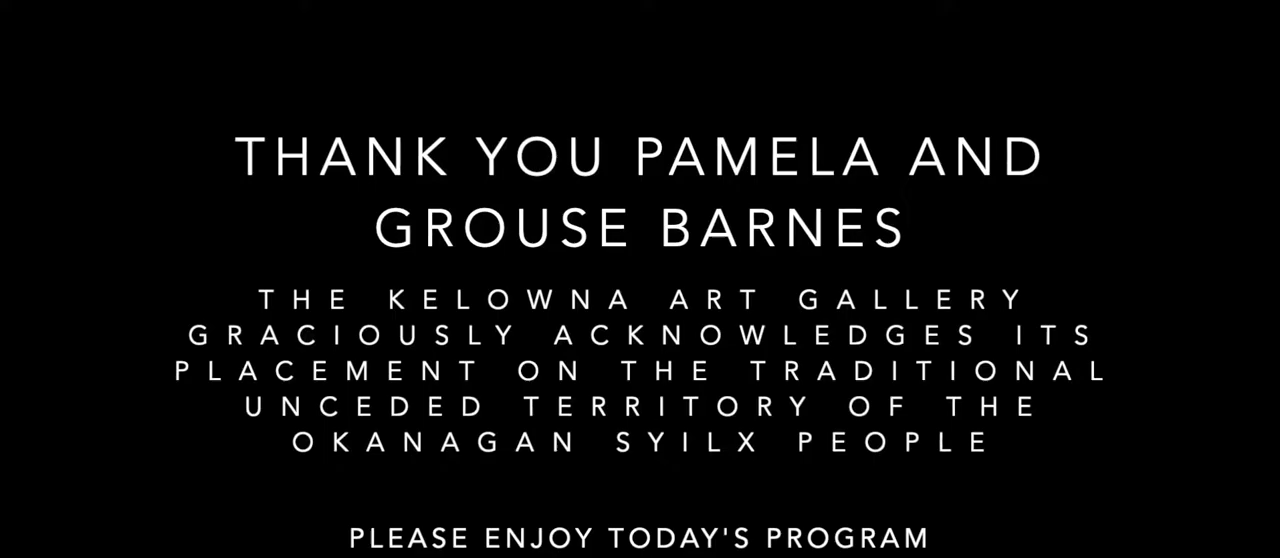 THANK YOU PAMELA AND
GROUSE BARNES
THE KELOWNA ART GALLERY
GRACIOUSLY ACKNOWLEDGES ITS
PLACEMENT ON THE TRADITIONAL
UNCEDED TERRITORY OF THE
OKANAGAN SYILX PEOPLE
PLEASE ENJOY TODAY'S PROGRAM